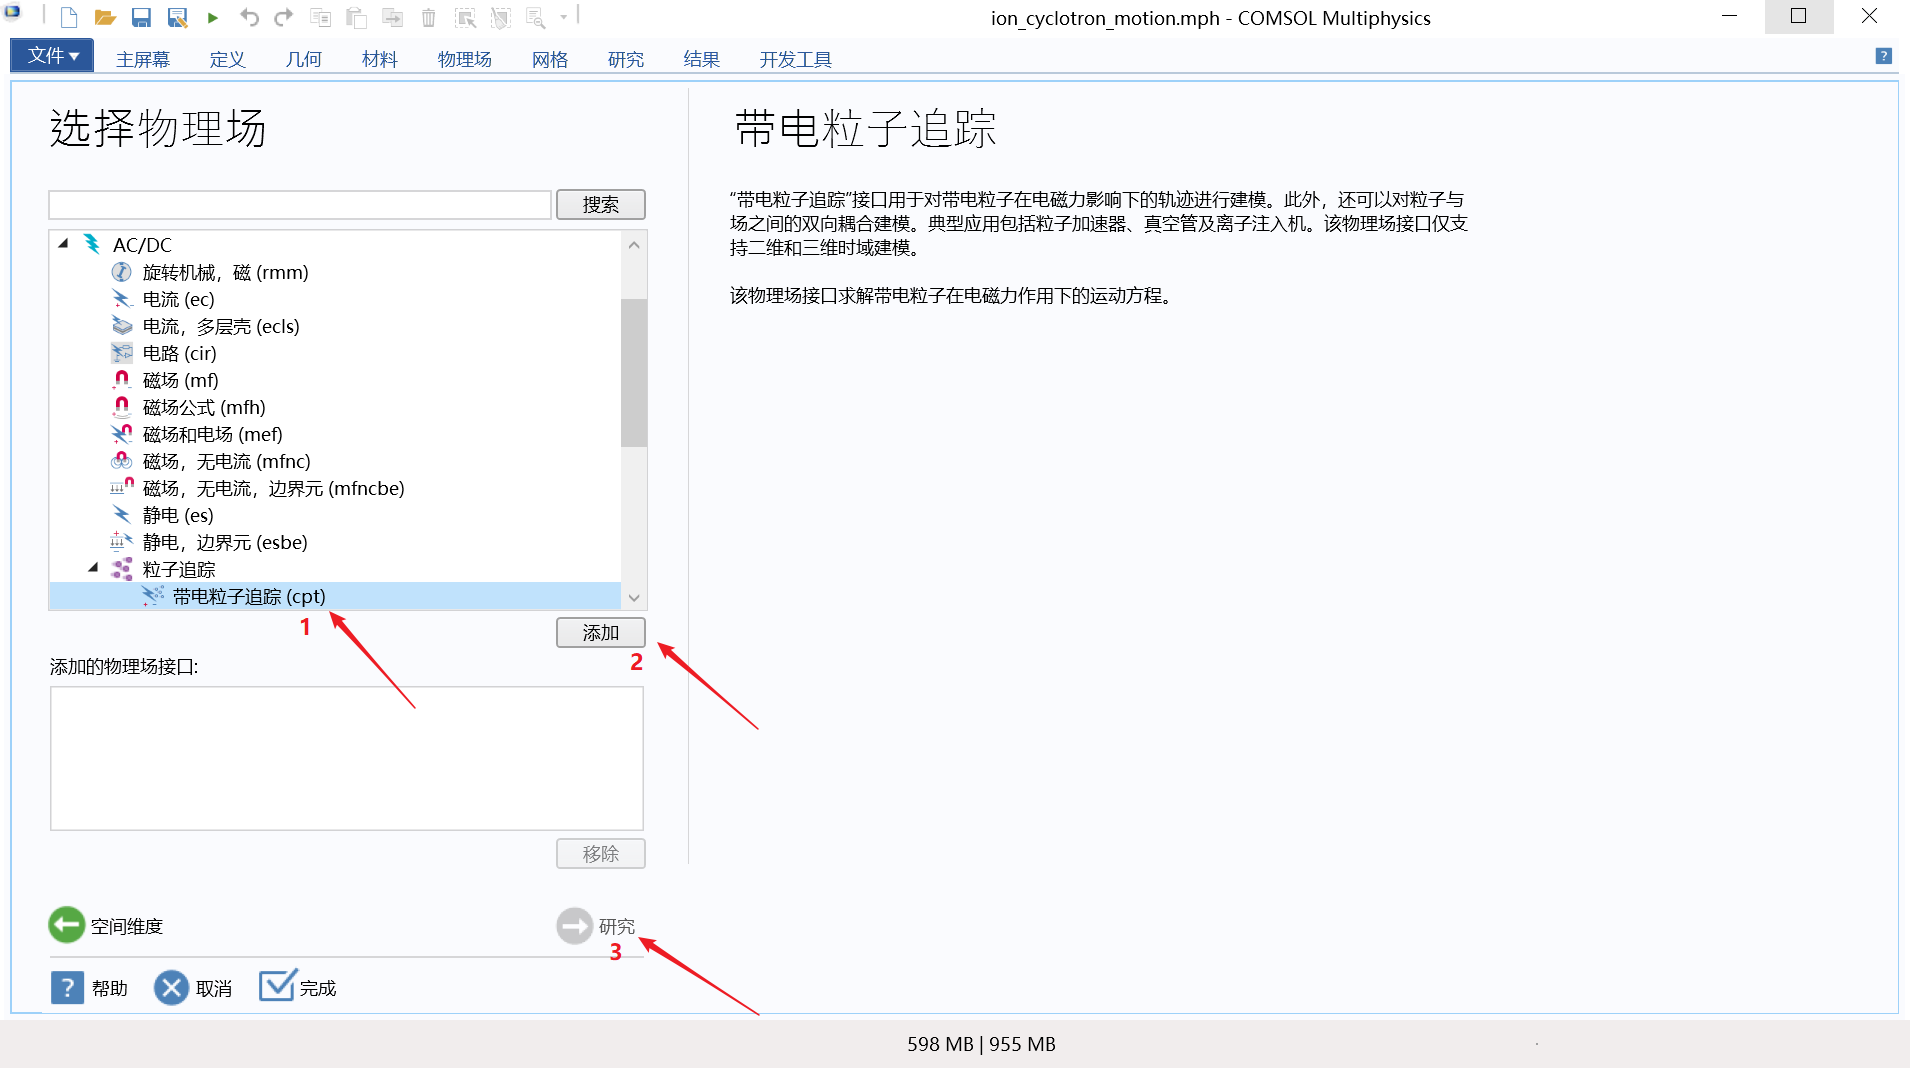 ion_cyclotron_motion.mph - COMSOL Multiphysics
文件▼ 主屏幕 定义 几何 材料 物理场 网格 研究 结果 开发工具 ?
选择物理场
搜索
AC/DC
旋转机械，磁 (rmm)
电流 (ec)
电流，多层壳 (ecls)
电路 (cir)
磁场 (mf)
磁场公式 (mfh)
磁场和电场 (mef)
磁场，无电流 (mfnc)
磁场，无电流，边界元 (mfncbe)
静电 (es)
静电，边界元 (esbe)
粒子追踪
带电粒子追踪 (cpt)
1
添加
2
添加的物理场接口:
移除
空间维度
研究
3
? 帮助 取消 完成
带电粒子追踪
“带电粒子追踪”接口用于对带电粒子在电磁力影响下的轨迹进行建模。此外，还可以对粒子与
场之间的双向耦合建模。典型应用包括粒子加速器、真空管及离子注入机。该物理场接口仅支
持二维和三维时域建模。
该物理场接口求解带电粒子在电磁力作用下的运动方程。
598 MB | 955 MB